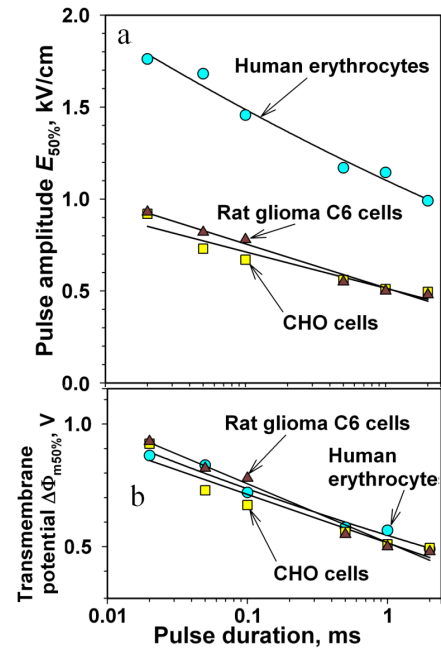 a
2.0
1.5
1.0
0.5
0.0
Pulse amplitude E50%, kV/cm
Human erythrocytes
Rat glioma C6 cells
CHO cells
b
1.0
0.5
Transmembrane
potential ΔΦm50%, V
Rat glioma C6 cells
Human
erythrocytes
CHO cells
0.01
0.1
1
Pulse duration, ms